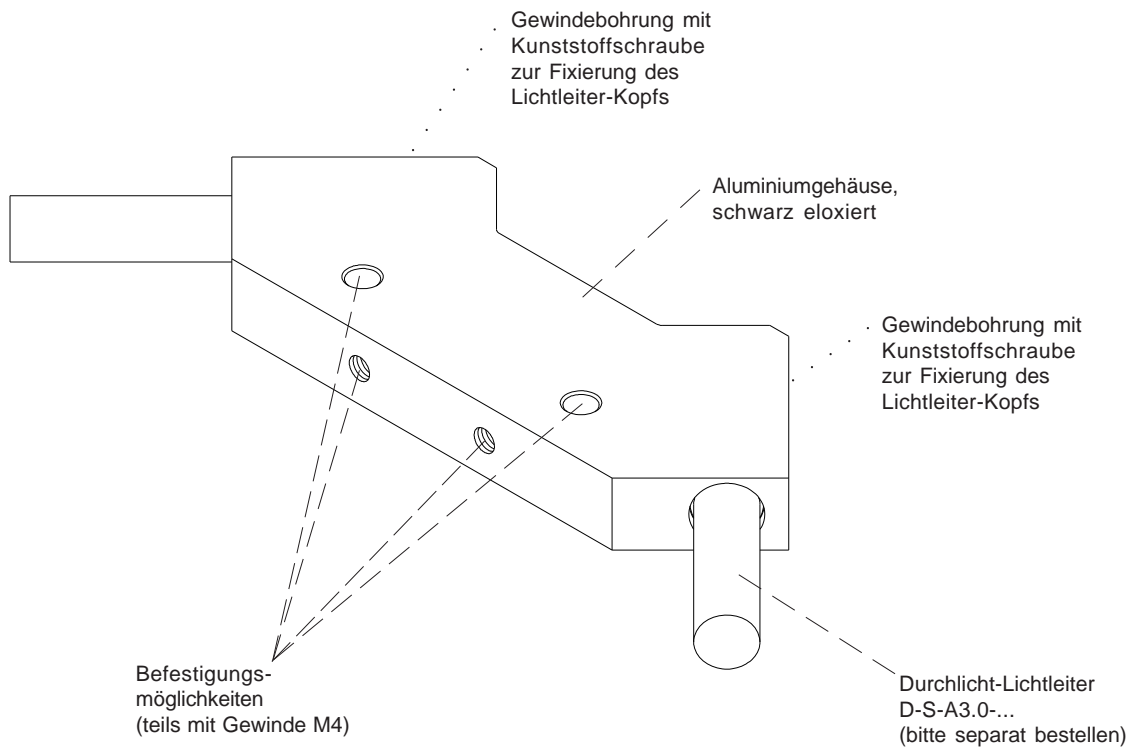 Gewindebohrung mit
Kunststoffschraube
zur Fixierung des
Lichtleiter-Kopfs
Aluminiumgehäuse,
schwarz eloxiert
Gewindebohrung mit
Kunststoffschraube
zur Fixierung des
Lichtleiter-Kopfs
Befestigungs-
möglichkeiten
(teils mit Gewinde M4)
Durchlicht-Lichtleiter
D-S-A3.0-...
(bitte separat bestellen)